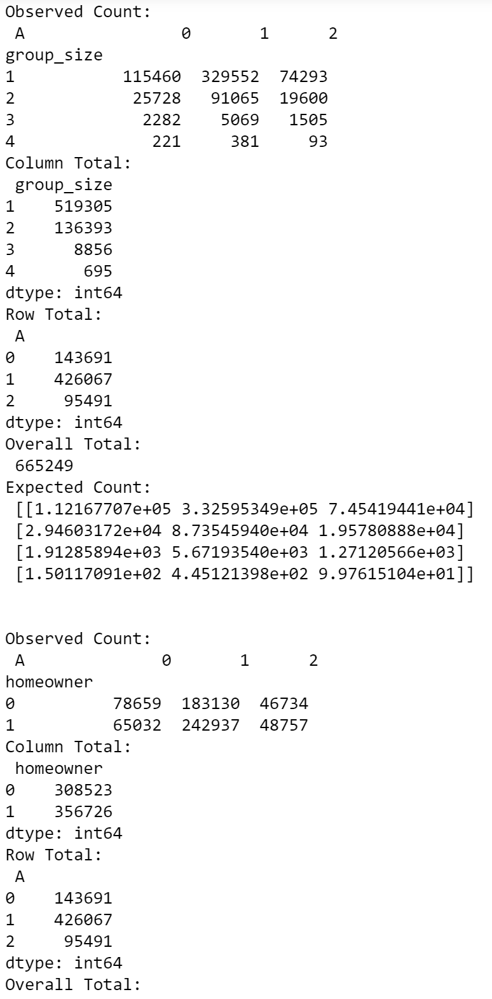 Observed Count:
 A                  0       1      2
group_size
1           115460  329552  74293
2            25728   91065  19600
3             2282    5069   1505
4              221     381     93
Column Total:
 group_size
1    519305
2    136393
3      8856
4       695
dtype: int64
Row Total:
 A
0    143691
1    426067
2     95491
dtype: int64
Overall Total:
 665249
Expected Count:
 [[1.12167707e+05 3.32595349e+05 7.45419441e+04]
 [2.94603172e+04 8.73545940e+04 1.95780888e+04]
 [1.91285894e+03 5.67193540e+03 1.27120566e+03]
 [1.50117091e+02 4.45121398e+02 9.97615104e+01]]
Observed Count:
 A                0       1      2
homeowner
0          78659  183130  46734
1          65032  242937  48757
Column Total:
 homeowner
0    308523
1    356726
dtype: int64
Row Total:
 A
0    143691
1    426067
2     95491
dtype: int64
Overall Total: